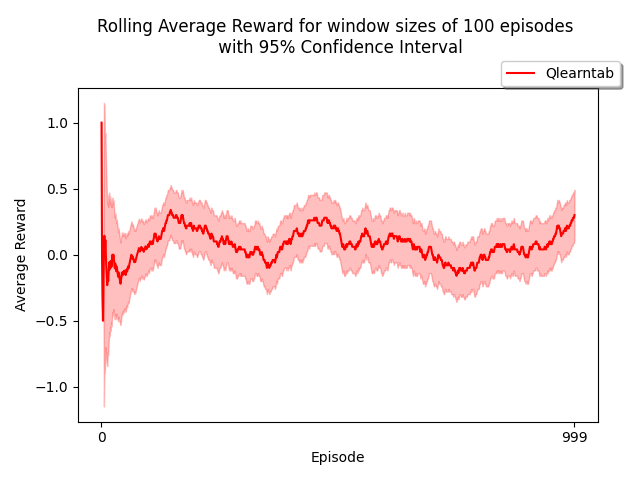 Rolling Average Reward for window sizes of 100 episodes
with 95% Confidence Interval
Qlearntab
Average Reward
1.0
0.5
0.0
−0.5
−1.0
0
999
Episode